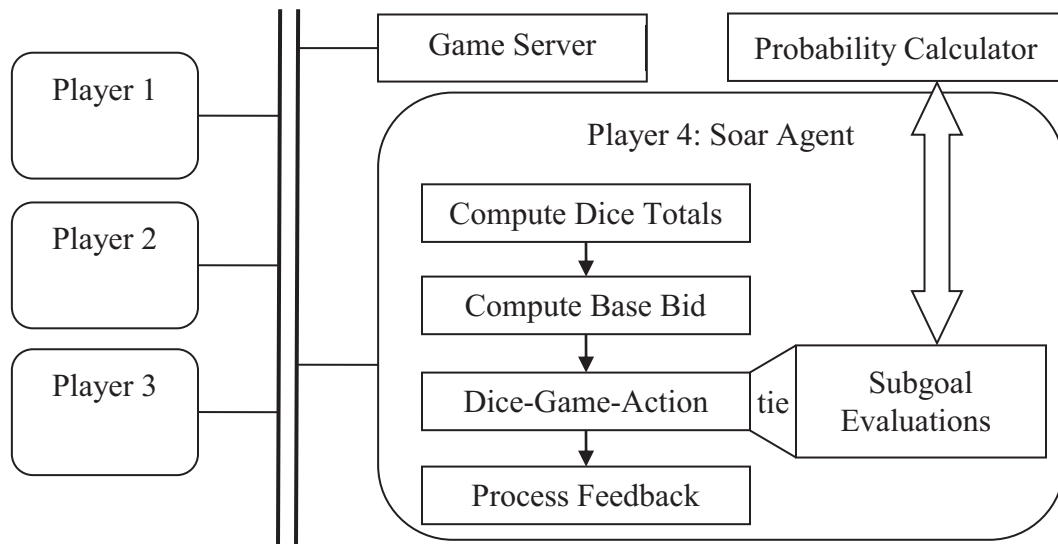 Game Server
Probability Calculator
Player 1
Player 2
Player 3
Player 4: Soar Agent
Compute Dice Totals
Compute Base Bid
Dice-Game-Action
tie
Subgoal
Evaluations
Process Feedback